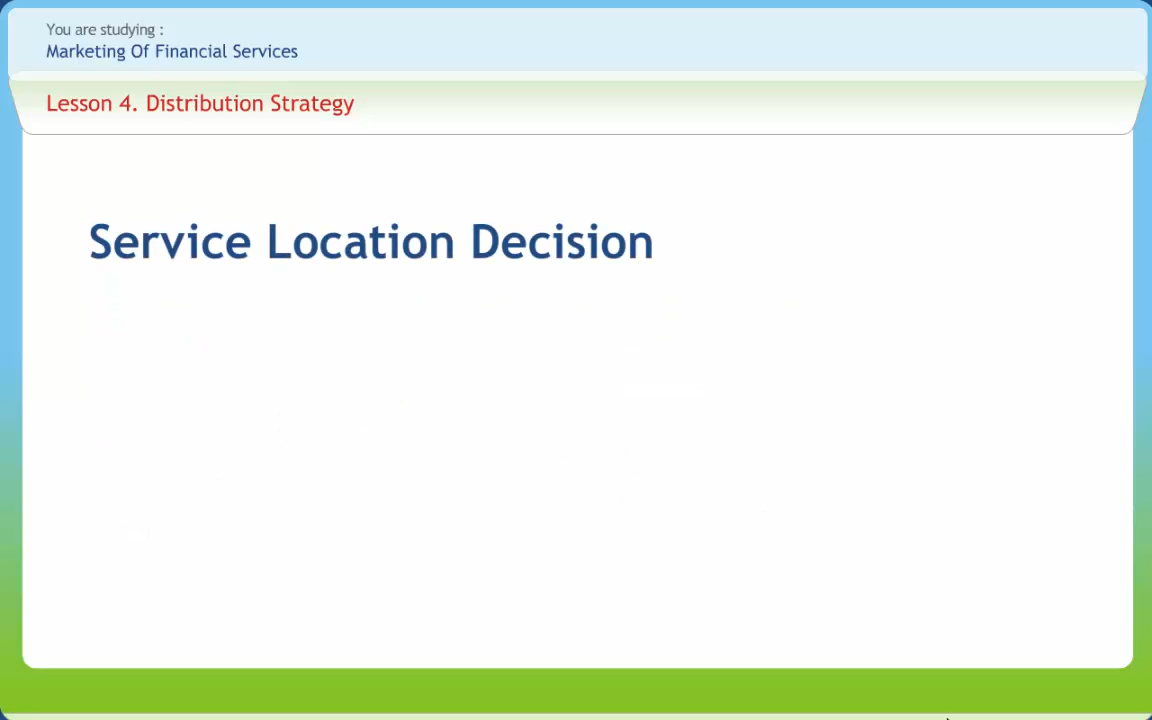 You are studying :
Marketing Of Financial Services
Lesson 4. Distribution Strategy
Service Location Decision